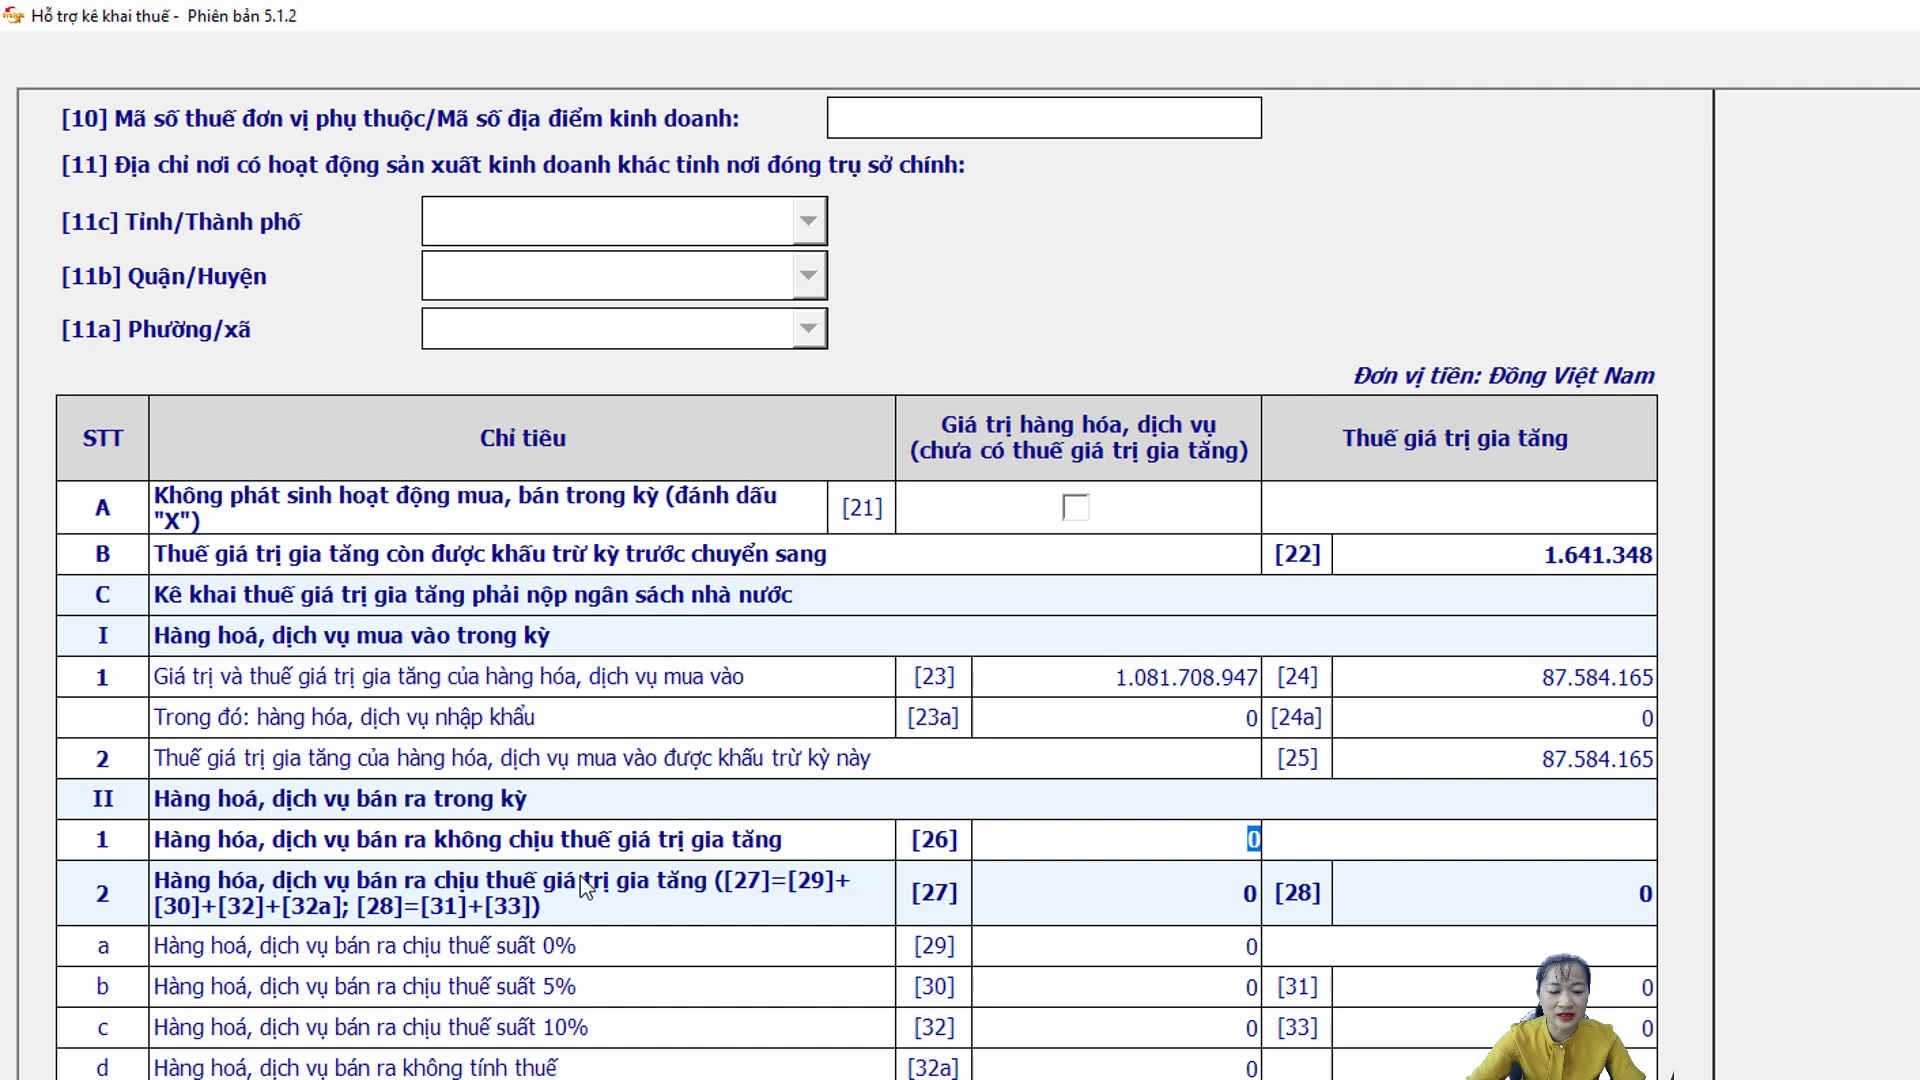 Hỗ trợ kê khai thuế - Phiên bản 5.1.2
[10] Mã số thuế đơn vị phụ thuộc/Mã số địa điểm kinh doanh:
[11] Địa chỉ nơi có hoạt động sản xuất kinh doanh khác tỉnh nơi đóng trụ sở chính:
[11c] Tỉnh/Thành phố
[11b] Quận/Huyện
[11a] Phường/xã
Đơn vị tiền: Đồng Việt Nam
STT Chỉ tiêu Giá trị hàng hóa, dịch vụ
(chưa có thuế giá trị gia tăng) Thuế giá trị gia tăng
A Không phát sinh hoạt động mua, bán trong kỳ (đánh dấu
"X") [21]
B Thuế giá trị gia tăng còn được khấu trừ kỳ trước chuyển sang [22] 1.641.348
C Kê khai thuế giá trị gia tăng phải nộp ngân sách nhà nước
I Hàng hoá, dịch vụ mua vào trong kỳ
1 Giá trị và thuế giá trị gia tăng của hàng hóa, dịch vụ mua vào [23] 1.081.708.947 [24] 87.584.165
Trong đó: hàng hóa, dịch vụ nhập khẩu [23a] 0 [24a] 0
2 Thuế giá trị gia tăng của hàng hóa, dịch vụ mua vào được khấu trừ kỳ này [25] 87.584.165
II Hàng hoá, dịch vụ bán ra trong kỳ
1 Hàng hóa, dịch vụ bán ra không chịu thuế giá trị gia tăng [26] 0
2 Hàng hóa, dịch vụ bán ra chịu thuế giá trị gia tăng ([27]=[29]+
[30]+[32]+[32a]; [28]=[31]+[33]) [27] 0 [28] 0
a Hàng hoá, dịch vụ bán ra chịu thuế suất 0% [29] 0
b Hàng hoá, dịch vụ bán ra chịu thuế suất 5% [30] 0 [31] 0
c Hàng hoá, dịch vụ bán ra chịu thuế suất 10% [32] 0 [33] 0
d Hàng hoá, dịch vụ bán ra không tính thuế [32a] 0